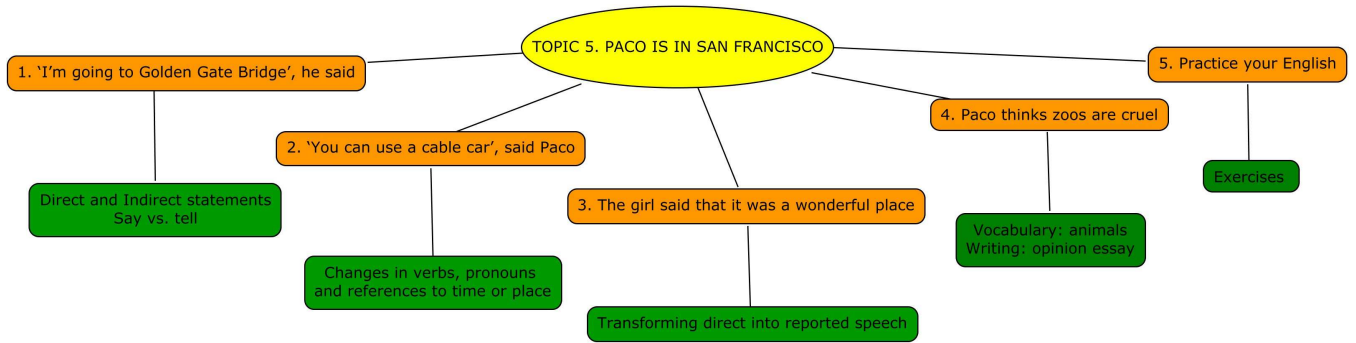 TOPIC 5. PACO IS IN SAN FRANCISCO
1. ‘I’m going to Golden Gate Bridge’, he said
Direct and Indirect statements
Say vs. tell
2. ‘You can use a cable car’, said Paco
Changes in verbs, pronouns
and references to time or place
3. The girl said that it was a wonderful place
Transforming direct into reported speech
4. Paco thinks zoos are cruel
Vocabulary: animals
Writing: opinion essay
5. Practice your English
Exercises